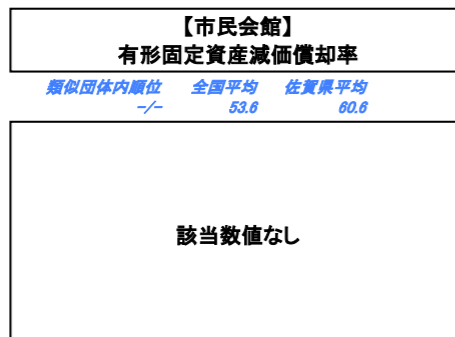 【市民会館】
有形固定資産減価償却率
類似団体内順位 全国平均 佐賀県平均
-/- 53.6 60.6
該当数値なし